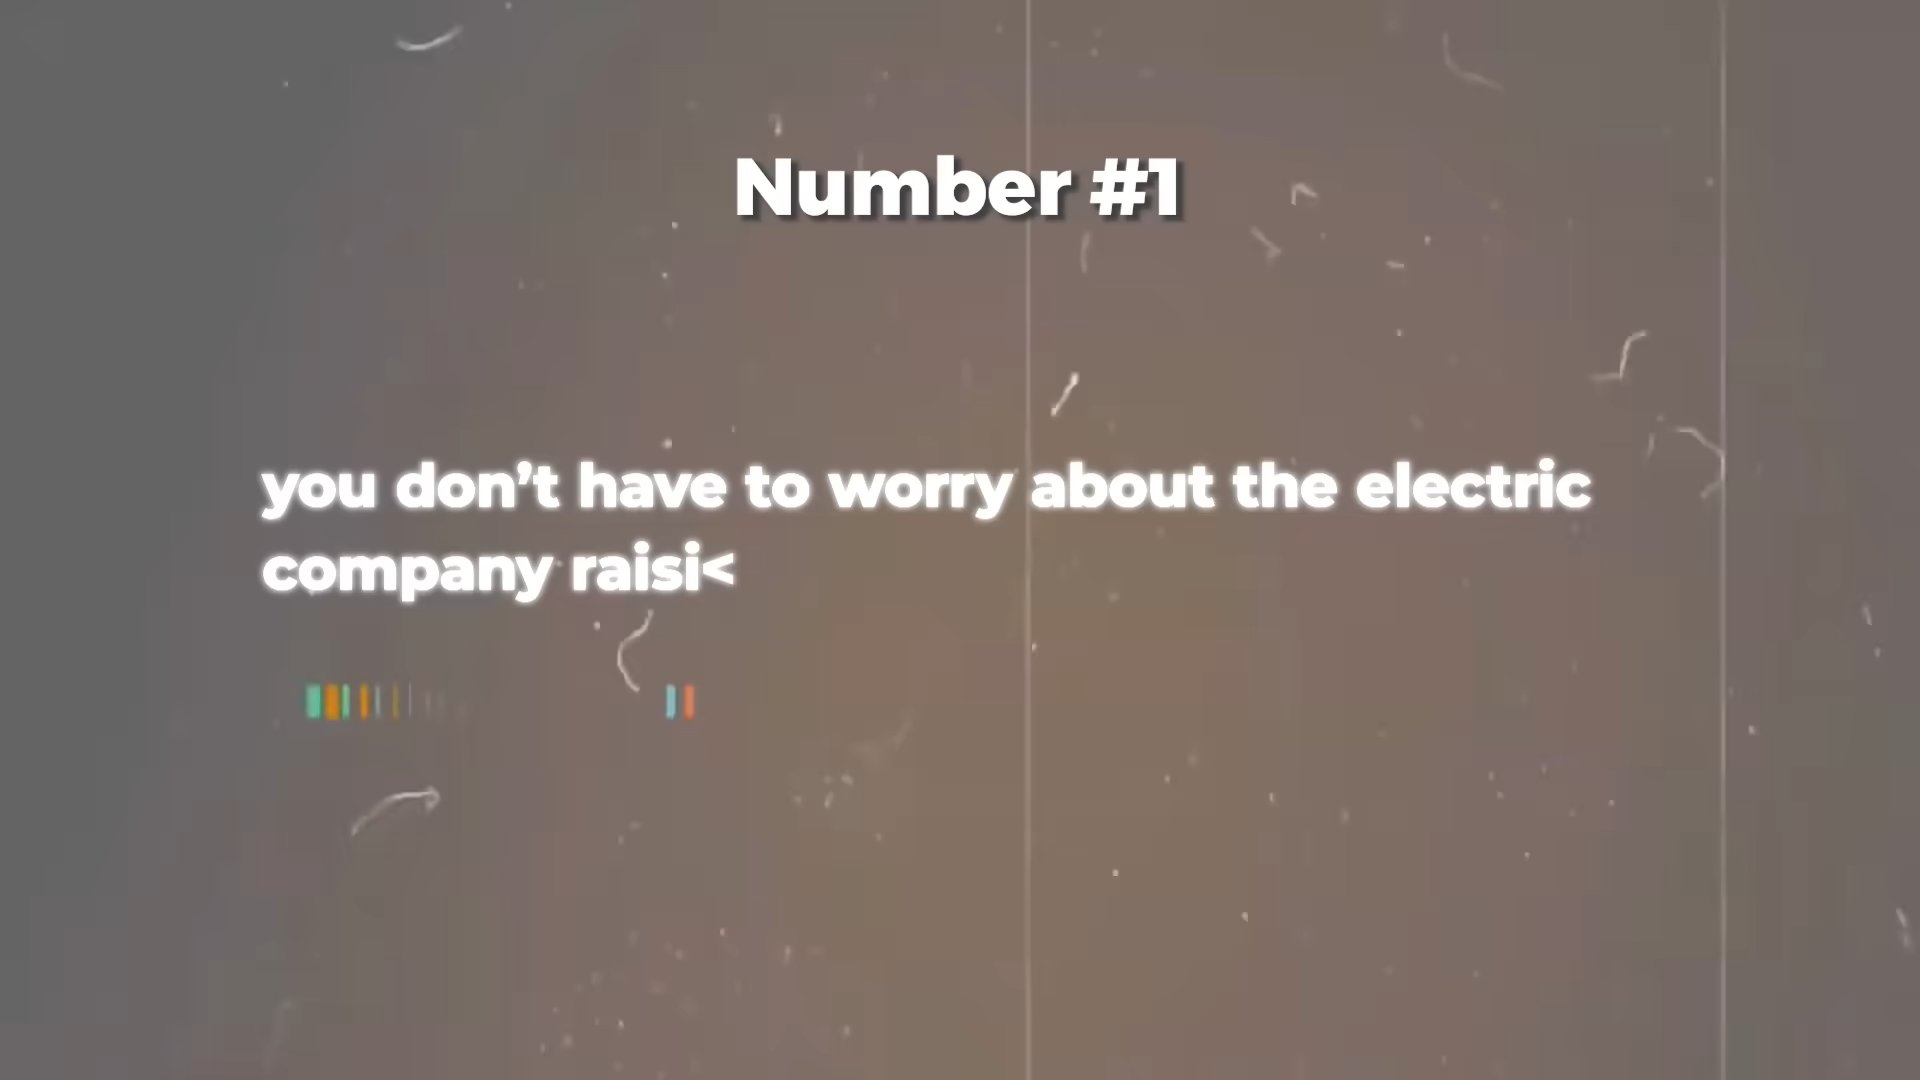 Number #1
you don’t have to worry about the electric
company raisi<